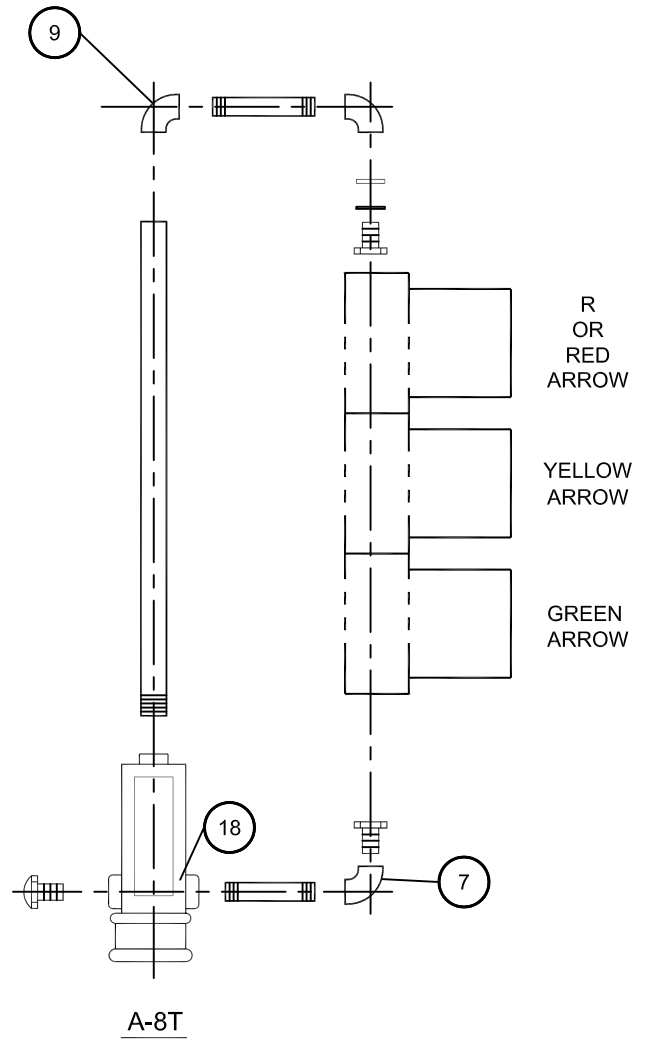 9
R
OR
RED
ARROW
YELLOW
ARROW
GREEN
ARROW
18
7
A-8T